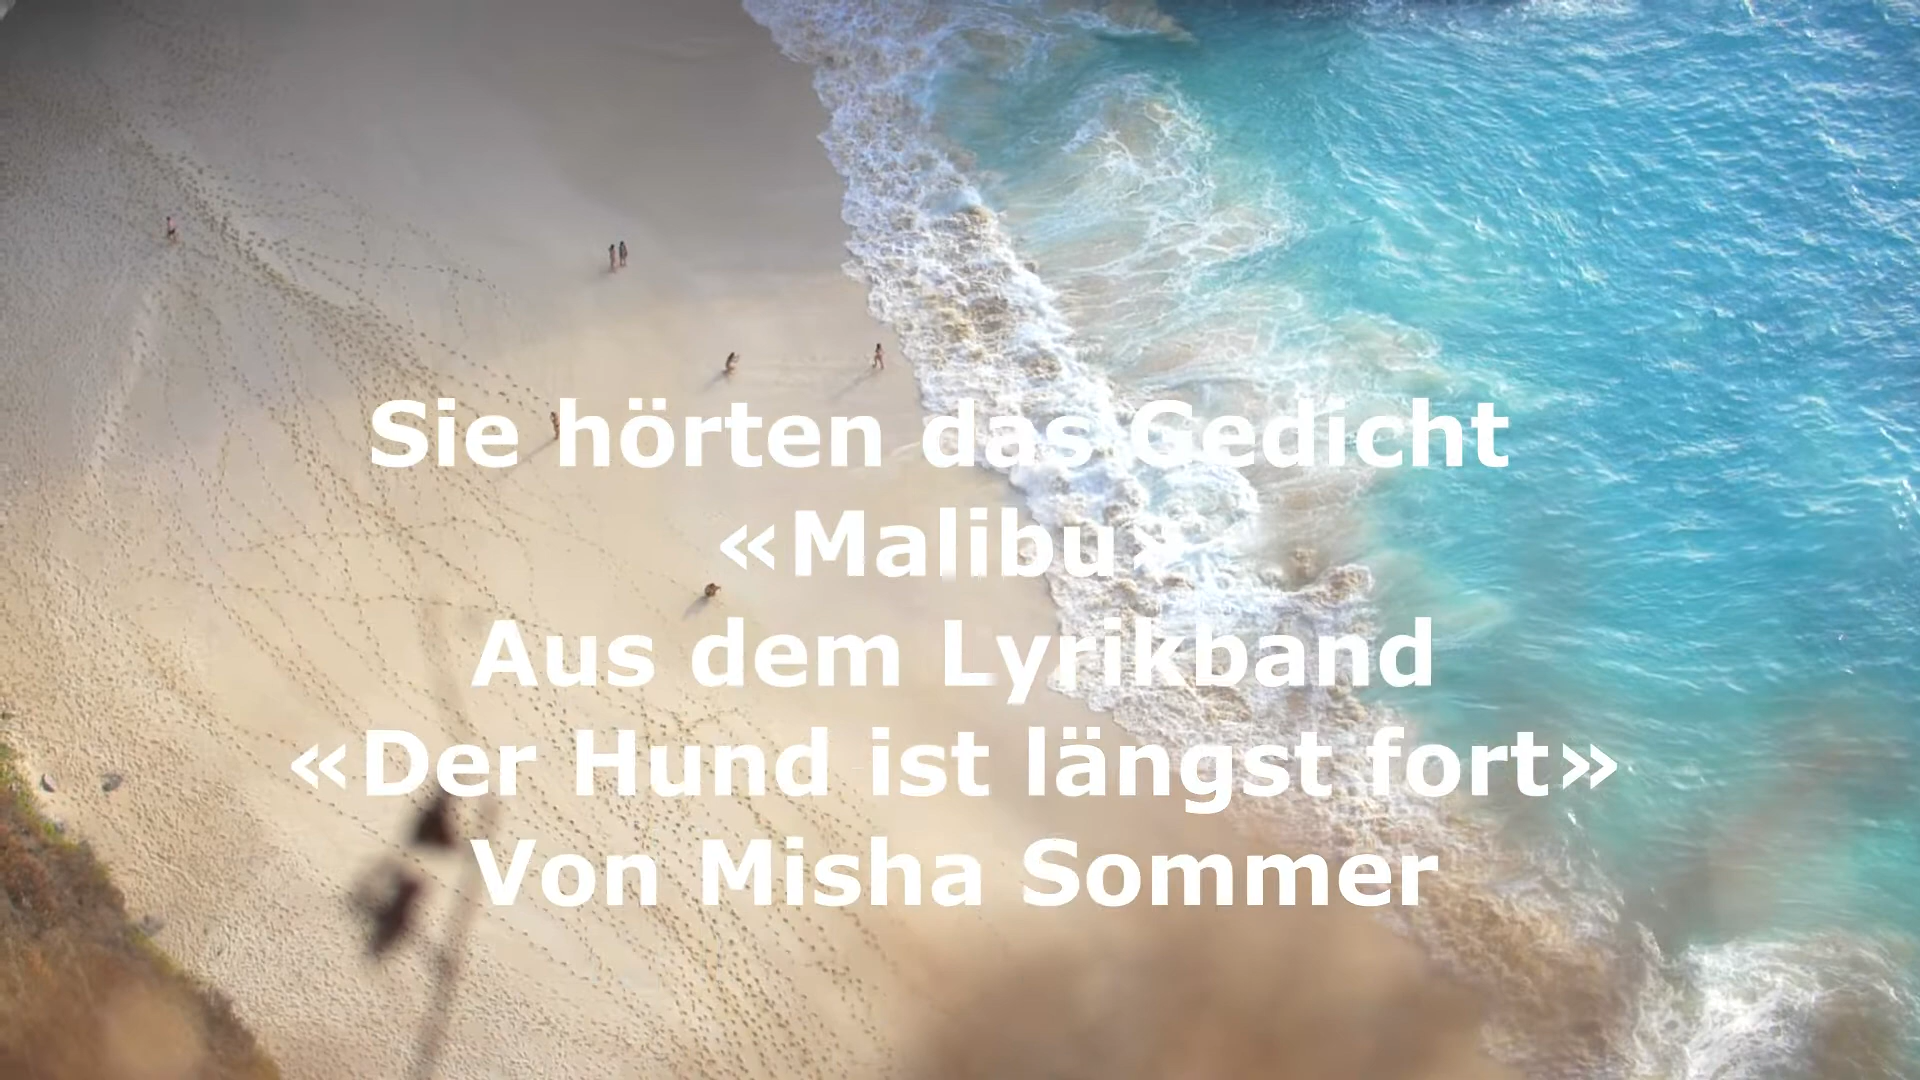 Sie hörten das Gedicht
«Malibu»
Aus dem Lyrikband
«Der Hund ist längst fort»
Von Misha Sommer